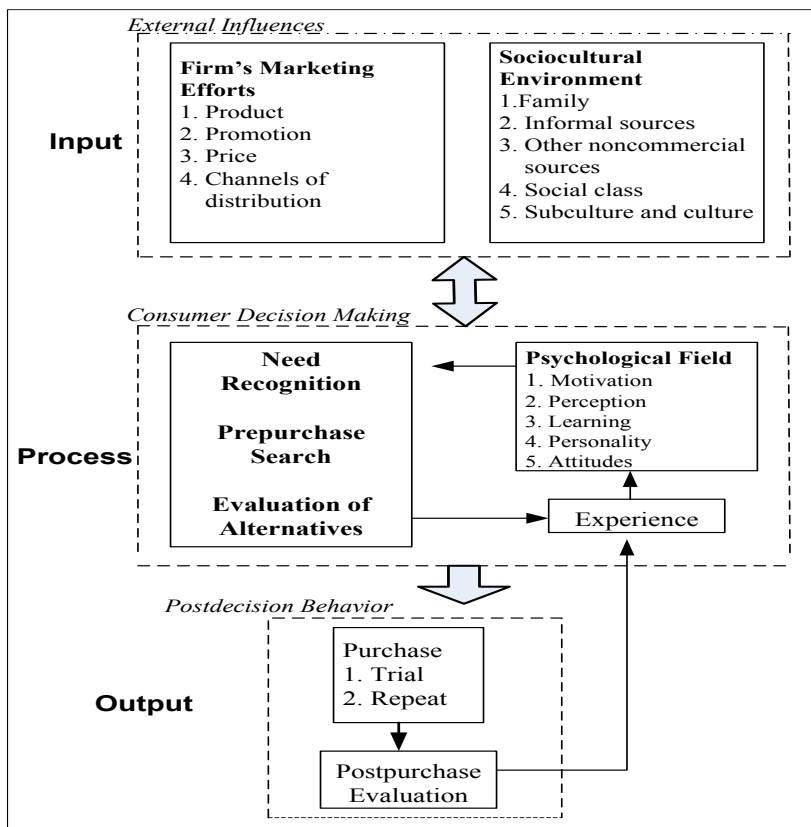 External Influences
Firm's Marketing
Efforts
1. Product
2. Promotion
3. Price
4. Channels of
distribution
Sociocultural
Environment
1.Family
2. Informal sources
3. Other noncommercial
sources
4. Social class
5. Subculture and culture
Input
Consumer Decision Making
Need
Recognition
Prepurchase
Search
Evaluation of
Alternatives
Psychological Field
1. Motivation
2. Perception
3. Learning
4. Personality
5. Attitudes
Experience
Process
Postdecision Behavior
Purchase
1. Trial
2. Repeat
Output
Postpurchase
Evaluation